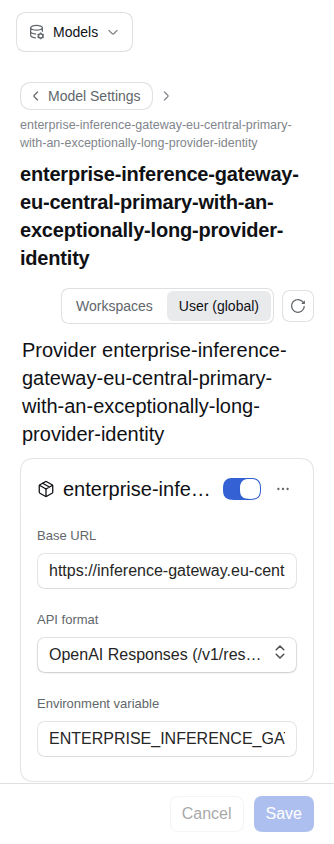 Models
Model Settings
enterprise-inference-gateway-eu-central-primary-
with-an-exceptionally-long-provider-identity
enterprise-inference-gateway-
eu-central-primary-with-an-
exceptionally-long-provider-
identity
Workspaces User (global)
Provider enterprise-inference-
gateway-eu-central-primary-
with-an-exceptionally-long-
provider-identity
enterprise-infe…
Base URL
https://inference-gateway.eu-cent
API format
OpenAI Responses (/v1/res…
Environment variable
ENTERPRISE_INFERENCE_GA
Cancel Save